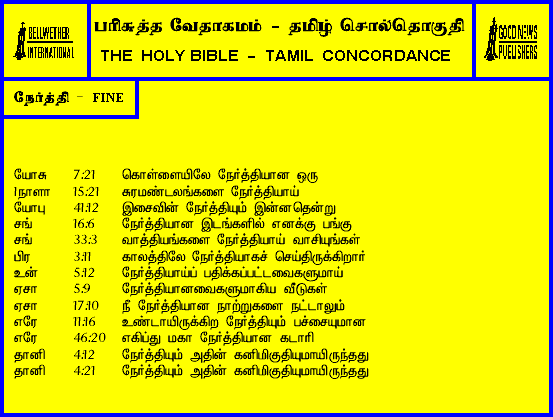 BELLWETHER
INTERNATIONAL
பரிசுத்த வேதாகமம் - தமிழ் சொல்தொகுதி
THE HOLY BIBLE - TAMIL CONCORDANCE
GOOD NEWS
PUBLISHERS
நேர்த்தி - FINE
யோசு 7:21 கொள்ளையிலே நேர்த்தியான ஒரு
1நாளா 15:21 சுரமண்டலங்களை நேர்த்தியாய்
யோபு 41:12 இசைவின் நேர்த்தியும் இன்னதென்று
சங் 16:6 நேர்த்தியான இடங்களில் எனக்கு பங்கு
சங் 33:3 வாத்தியங்களை நேர்த்தியாய் வாசியுங்கள்
பிர 3:11 காலத்திலே நேர்த்தியாகச் செய்திருக்கிறார்
உன் 5:12 நேர்த்தியாய்ப் பதிக்கப்பட்டவைகளுமாய்
ஏசா 5:9 நேர்த்தியானவைகளுமாகிய வீடுகள்
ஏசா 17:10 நீ நேர்த்தியான நாற்றுகளை நட்டாலும்
எரே 11:16 உண்டாயிருக்கிற நேர்த்தியும் பச்சையுமான
எரே 46:20 எகிப்து மகா நேர்த்தியான கடாரி
தானி 4:12 நேர்த்தியும் அதின் கனிமிகுதியுமாயிருந்தது
தானி 4:21 நேர்த்தியும் அதின் கனிமிகுதியுமாயிருந்தது